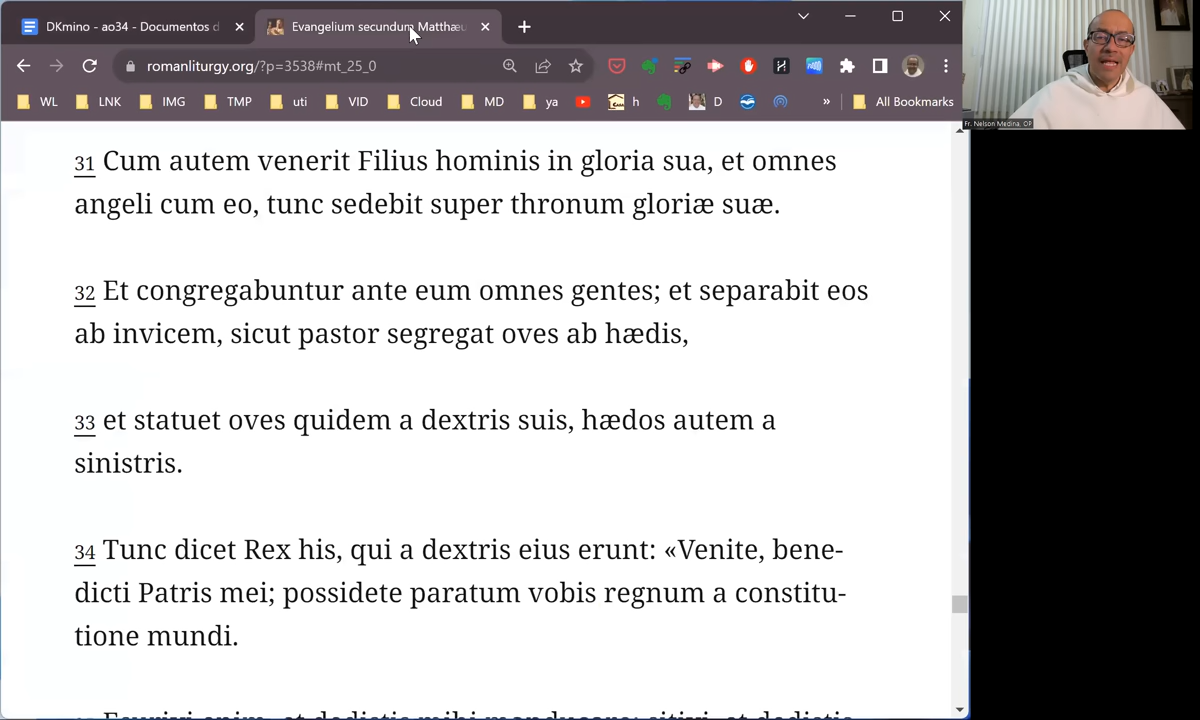 DKmino - ao34 - Documentos d
Evangelium secundum Matthæu
romanliturgy.org/?p=3538#mt_25_0
WL LNK IMG TMP uti VID Cloud MD ya h D » All Bookmarks
Fr. Nelson Medina, OP
31 Cum autem venerit Filius hominis in gloria sua, et omnes
angeli cum eo, tunc sedebit super thronum gloriæ suæ.
32 Et congregabuntur ante eum omnes gentes; et separabit eos
ab invicem, sicut pastor segregat oves ab hædis,
33 et statuet oves quidem a dextris suis, hædos autem a
sinistris.
34 Tunc dicet Rex his, qui a dextris eius erunt: «Venite, bene-
dicti Patris mei; possidete paratum vobis regnum a constitu-
tione mundi.